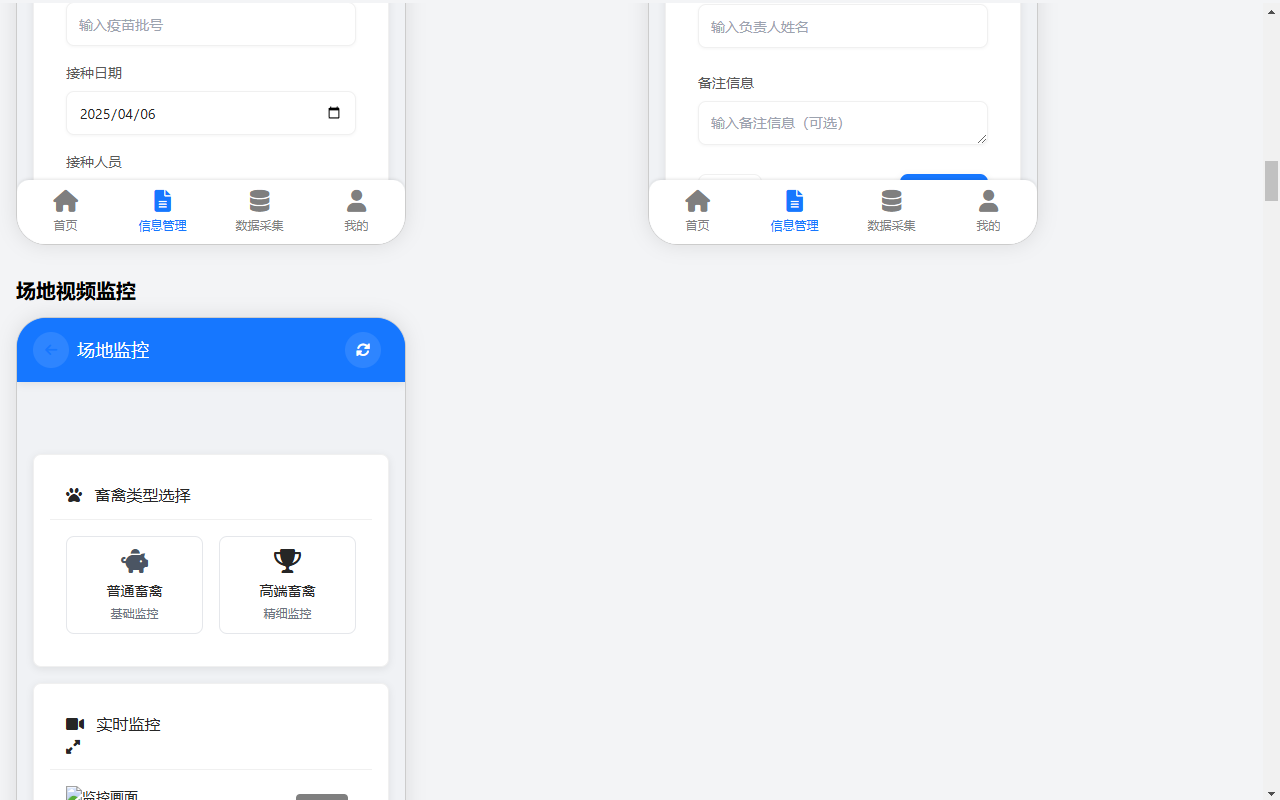 输入疫苗批号
接种日期
2025/04/06
接种人员
首页
信息管理
数据采集
我的
输入负责人姓名
备注信息
输入备注信息（可选）
首页
信息管理
数据采集
我的
场地视频监控
场地监控
畜禽类型选择
普通畜禽
基础监控
高端畜禽
精细监控
实时监控
监控画面